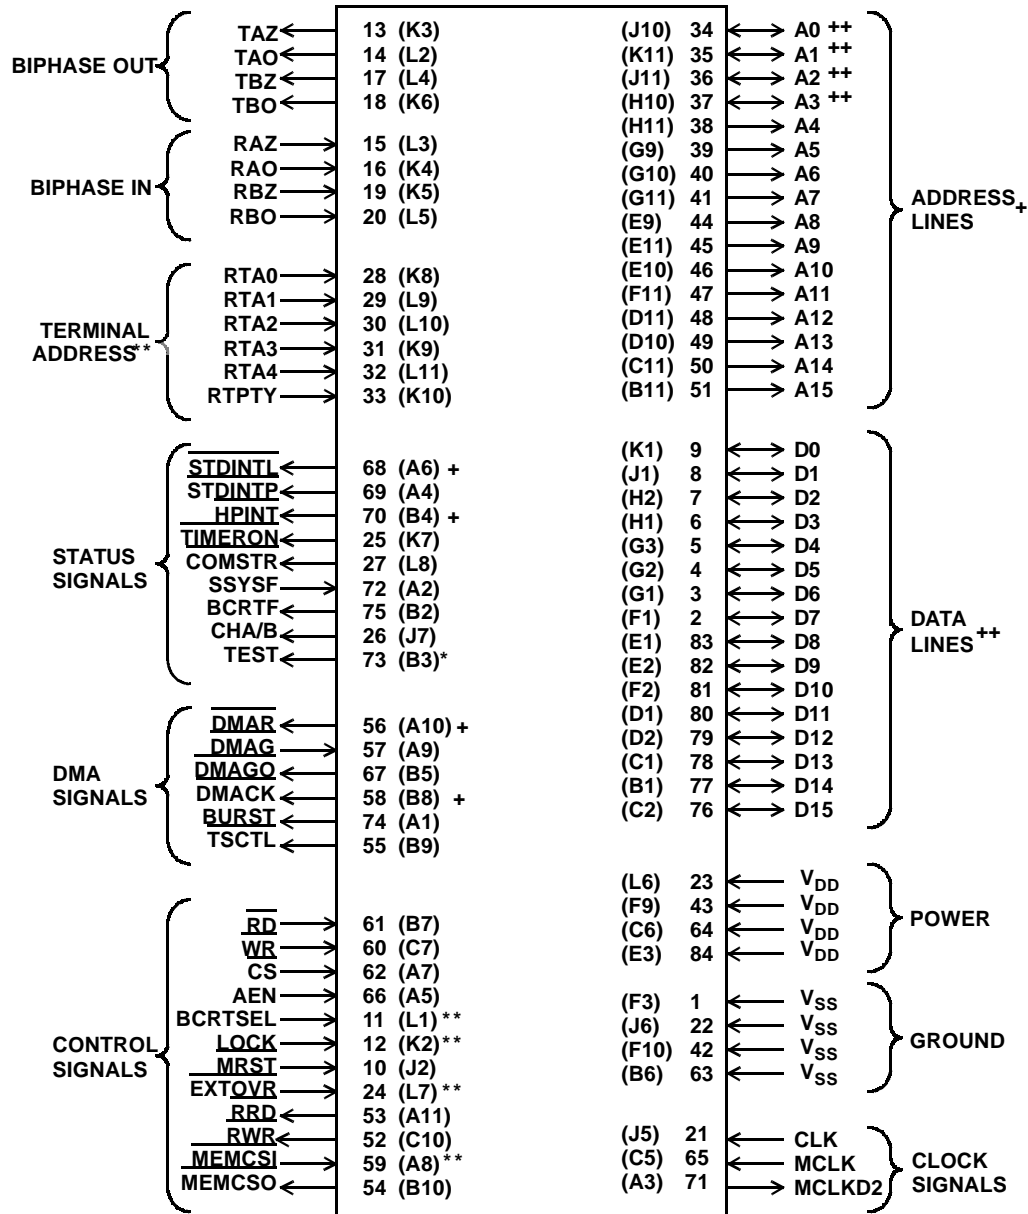 BIPHASE OUT
TAZ 13 (K3)
TAO 14 (L2)
TBZ 17 (L4)
TBO 18 (K6)
BIPHASE IN
RAZ 15 (L3)
RAO 16 (K4)
RBZ 19 (K5)
RBO 20 (L5)
TERMINAL
ADDRESS**
RTA0 28 (K8)
RTA1 29 (L9)
RTA2 30 (L10)
RTA3 31 (K9)
RTA4 32 (L11)
RTPTY 33 (K10)
STATUS
SIGNALS
STDINTL 68 (A6) +
STDINTP 69 (A4)
HPINT 70 (B4) +
TIMERON 25 (K7)
COMSTR 27 (L8)
SSYSF 72 (A2)
BCRTF 75 (B2)
CHA/B 26 (J7)
TEST 73 (B3)*
DMA
SIGNALS
DMAR 56 (A10) +
DMAG 57 (A9)
DMAGO 67 (B5)
DMACK 58 (B8) +
BURST 74 (A1)
TSCTL 55 (B9)
CONTROL
SIGNALS
RD 61 (B7)
WR 60 (C7)
CS 62 (A7)
AEN 66 (A5)
BCRTSEL 11 (L1) **
LOCK 12 (K2) **
MRST 10 (J2)
EXTOVR 24 (L7) **
RRD 53 (A11)
RWR 52 (C10)
MEMCSI 59 (A8) **
MEMCSO 54 (B10)
(J10) 34 A0 ++
(K11) 35 A1 ++
(J11) 36 A2 ++
(H10) 37 A3 ++
(H11) 38 A4
(G9) 39 A5
(G10) 40 A6
(G11) 41 A7
(E9) 44 A8
(E11) 45 A9
(E10) 46 A10
(F11) 47 A11
(D11) 48 A12
(D10) 49 A13
(C11) 50 A14
(B11) 51 A15
ADDRESS+
LINES
(K1) 9 D0
(J1) 8 D1
(H2) 7 D2
(H1) 6 D3
(G3) 5 D4
(G2) 4 D5
(G1) 3 D6
(F1) 2 D7
(E1) 83 D8
(E2) 82 D9
(F2) 81 D10
(D1) 80 D11
(D2) 79 D12
(C1) 78 D13
(B1) 77 D14
(C2) 76 D15
DATA
LINES ++
(L6) 23 VDD
(F9) 43 VDD
(C6) 64 VDD
(E3) 84 VDD
POWER
(F3) 1 VSS
(J6) 22 VSS
(F10) 42 VSS
(B6) 63 VSS
GROUND
(J5) 21 CLK
(C5) 65 MCLK
(A3) 71 MCLKD2
CLOCK
SIGNALS